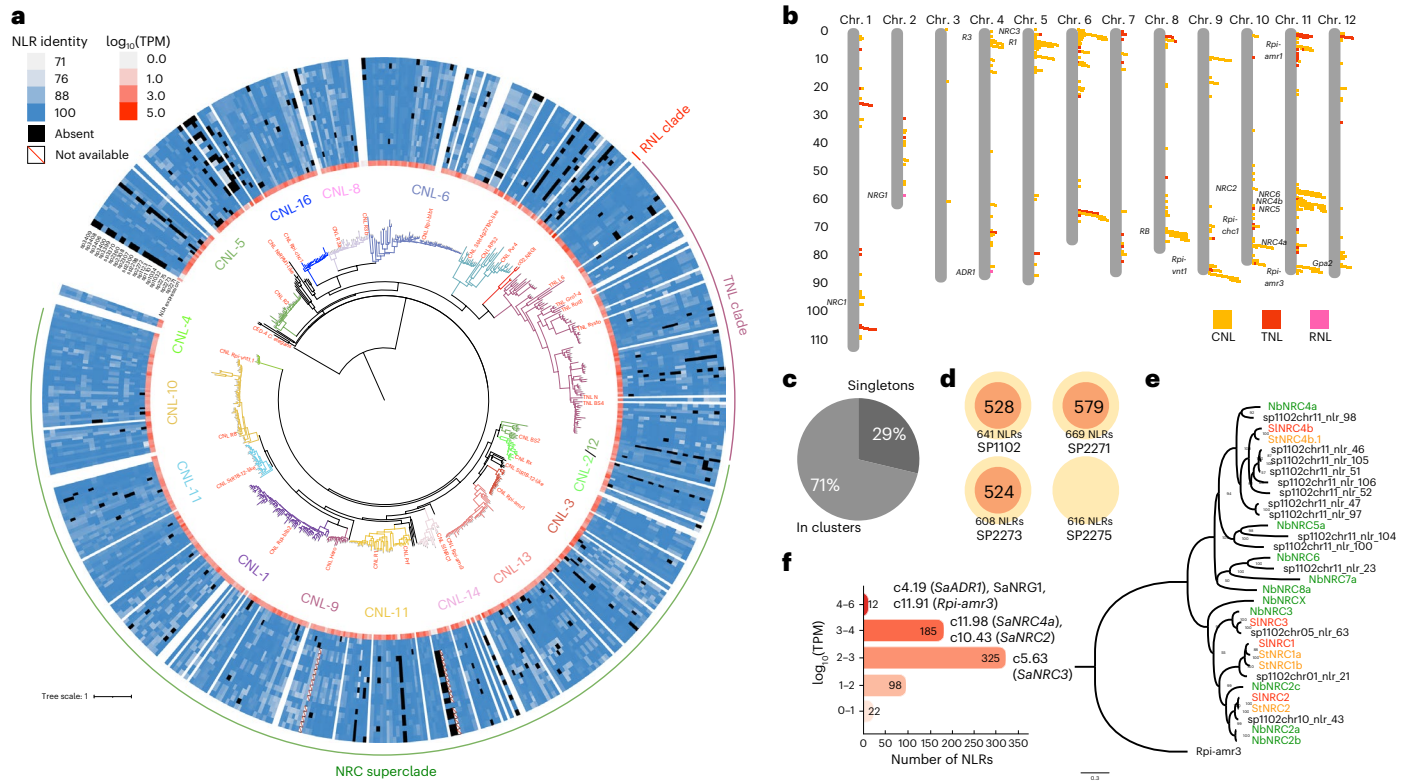 a
NLR identity
log10(TPM)
71
0.0
76
1.0
88
3.0
100
5.0
Absent
Not available
RNL clade
TNL clade
CNL-16
CNL-8
CNL-6
CNL-5
CNL-4
CNL-10
CNL-11
CNL-1
CNL-9
CNL-11
CNL-14
CNL-13
CNL-3
CNL-2/12
Tree scale: 1
NRC superclade
b
Chr. 1
Chr. 2
Chr. 3
Chr. 4
Chr. 5
Chr. 6
Chr. 7
Chr. 8
Chr. 9
Chr. 10
Chr. 11
Chr. 12
0
10
20
30
40
50
60
70
80
90
100
110
NRC1
NRG1
R3
ADR1
NRC3
R1
RB
Rpi-
vnt1
NRC2
Rpi-
chc1
Rpi-
amr1
NRC6
NRC4b
NRC5
NRC4a
Rpi-
amr3
Gpa2
CNL
TNL
RNL
c
Singletons
29%
71%
In clusters
d
528
641 NLRs
SP1102
579
669 NLRs
SP2271
524
608 NLRs
SP2273
616 NLRs
SP2275
e
NbNRC4a
sp1102chr11_nlr_98
SlNRC4b
StNRC4b.1
sp1102chr11_nlr_46
sp1102chr11_nlr_105
sp1102chr11_nlr_51
sp1102chr11_nlr_106
sp1102chr11_nlr_52
sp1102chr11_nlr_47
sp1102chr11_nlr_97
NbNRC5a
sp1102chr11_nlr_104
sp1102chr11_nlr_100
NbNRC6
sp1102chr11_nlr_23
NbNRC7a
NbNRC8a
NbNRCX
NbNRC3
SlNRC3
sp1102chr05_nlr_63
SlNRC1
StNRC1a
StNRC1b
sp1102chr01_nlr_21
NbNRC2c
SlNRC2
StNRC2
sp1102chr10_nlr_43
NbNRC2a
NbNRC2b
Rpi-amr3
0.3
f
log10(TPM)
4–6
3–4
2–3
1–2
0–1
12
185
325
98
22
c4.19 (SaADR1), SaNRG1,
c11.91 (Rpi-amr3)
c11.98 (SaNRC4a),
c10.43 (SaNRC2)
c5.63
(SaNRC3)
0
50
100
150
200
250
300
350
Number of NLRs